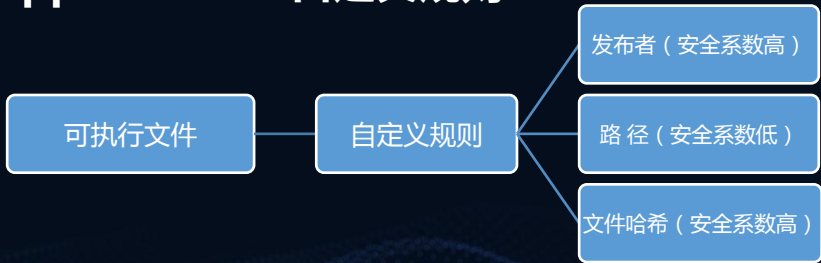 发布者（安全系数高）
可执行文件
自定义规则
路 径（安全系数低）
文件哈希（安全系数高）